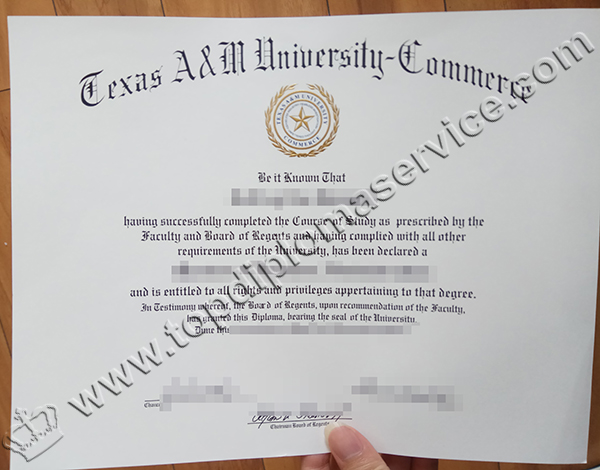 Texas A&M University-Commerce
TEXAS A&M UNIVERSITY
COMMERCE
Be it Known That
having successfully completed the Course of Study as prescribed by the
Faculty and Board of Regents and having complied with all other
requirements of the University, has been declared a
and is entitled to all rights and privileges appertaining to that degree.
In Testimony whereof, the Board of Regents, upon recommendation of the Faculty,
has granted this Diploma, bearing the seal of the University.
June
Chairman Board of Regents
www.topdiplomaservice.com